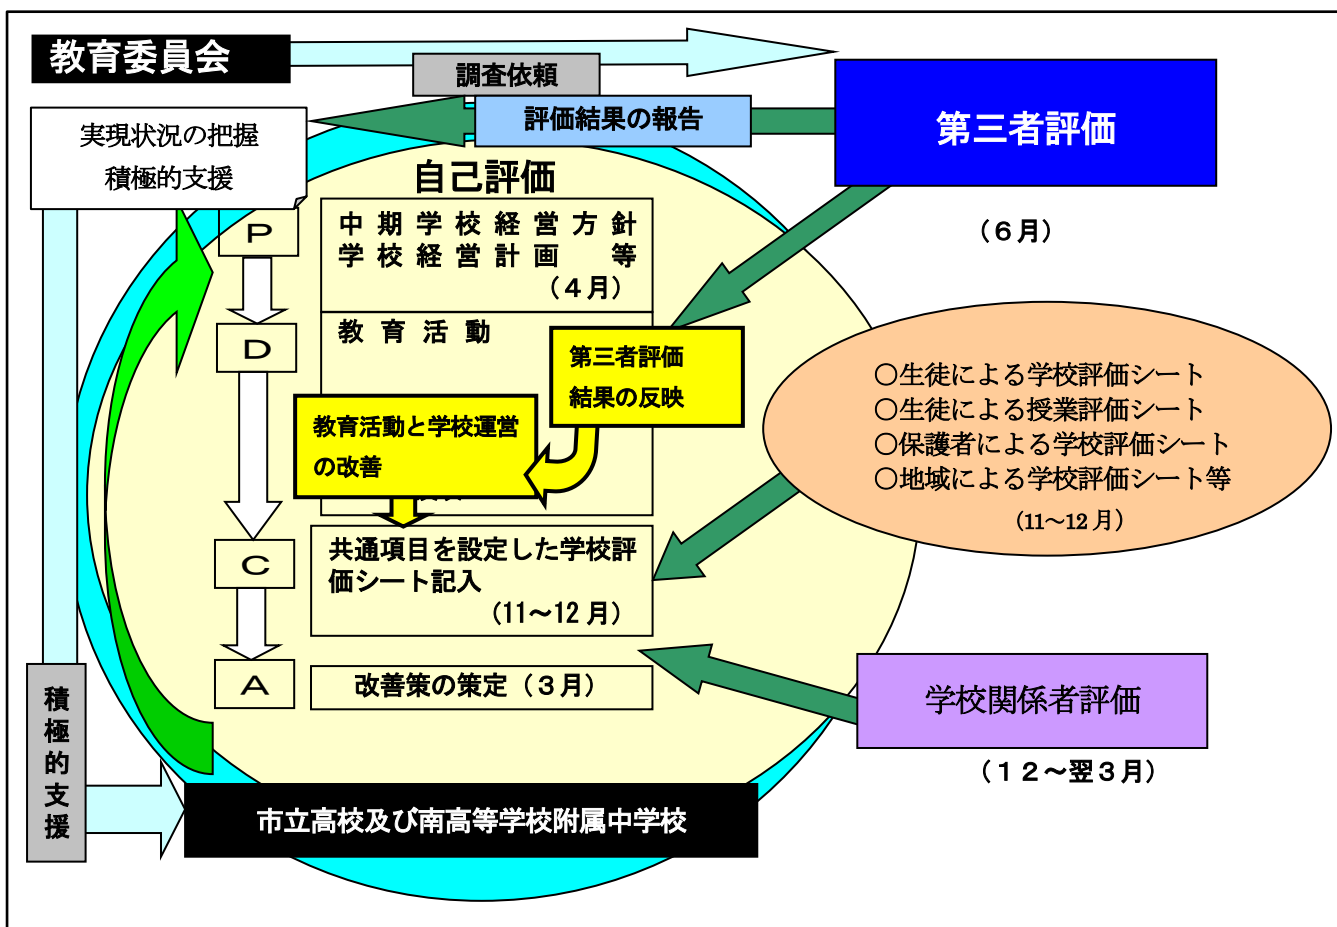 教育委員会
調査依頼
評価結果の報告
第三者評価
（６月）
実現状況の把握
積極的支援
自己評価
P
中期学校経営方針
学校経営計画　等
（４月）
D
教育活動
第三者評価
結果の反映
教育活動と学校運営
の改善
○生徒による学校評価シート
○生徒による授業評価シート
○保護者による学校評価シート
○地域による学校評価シート等
（11～12 月）
C
共通項目を設定した学校評
価シート記入
（11～12 月）
A
改善策の策定（３月）
学校関係者評価
（１２～翌３月）
積極的支援
市立高校及び南高等学校附属中学校